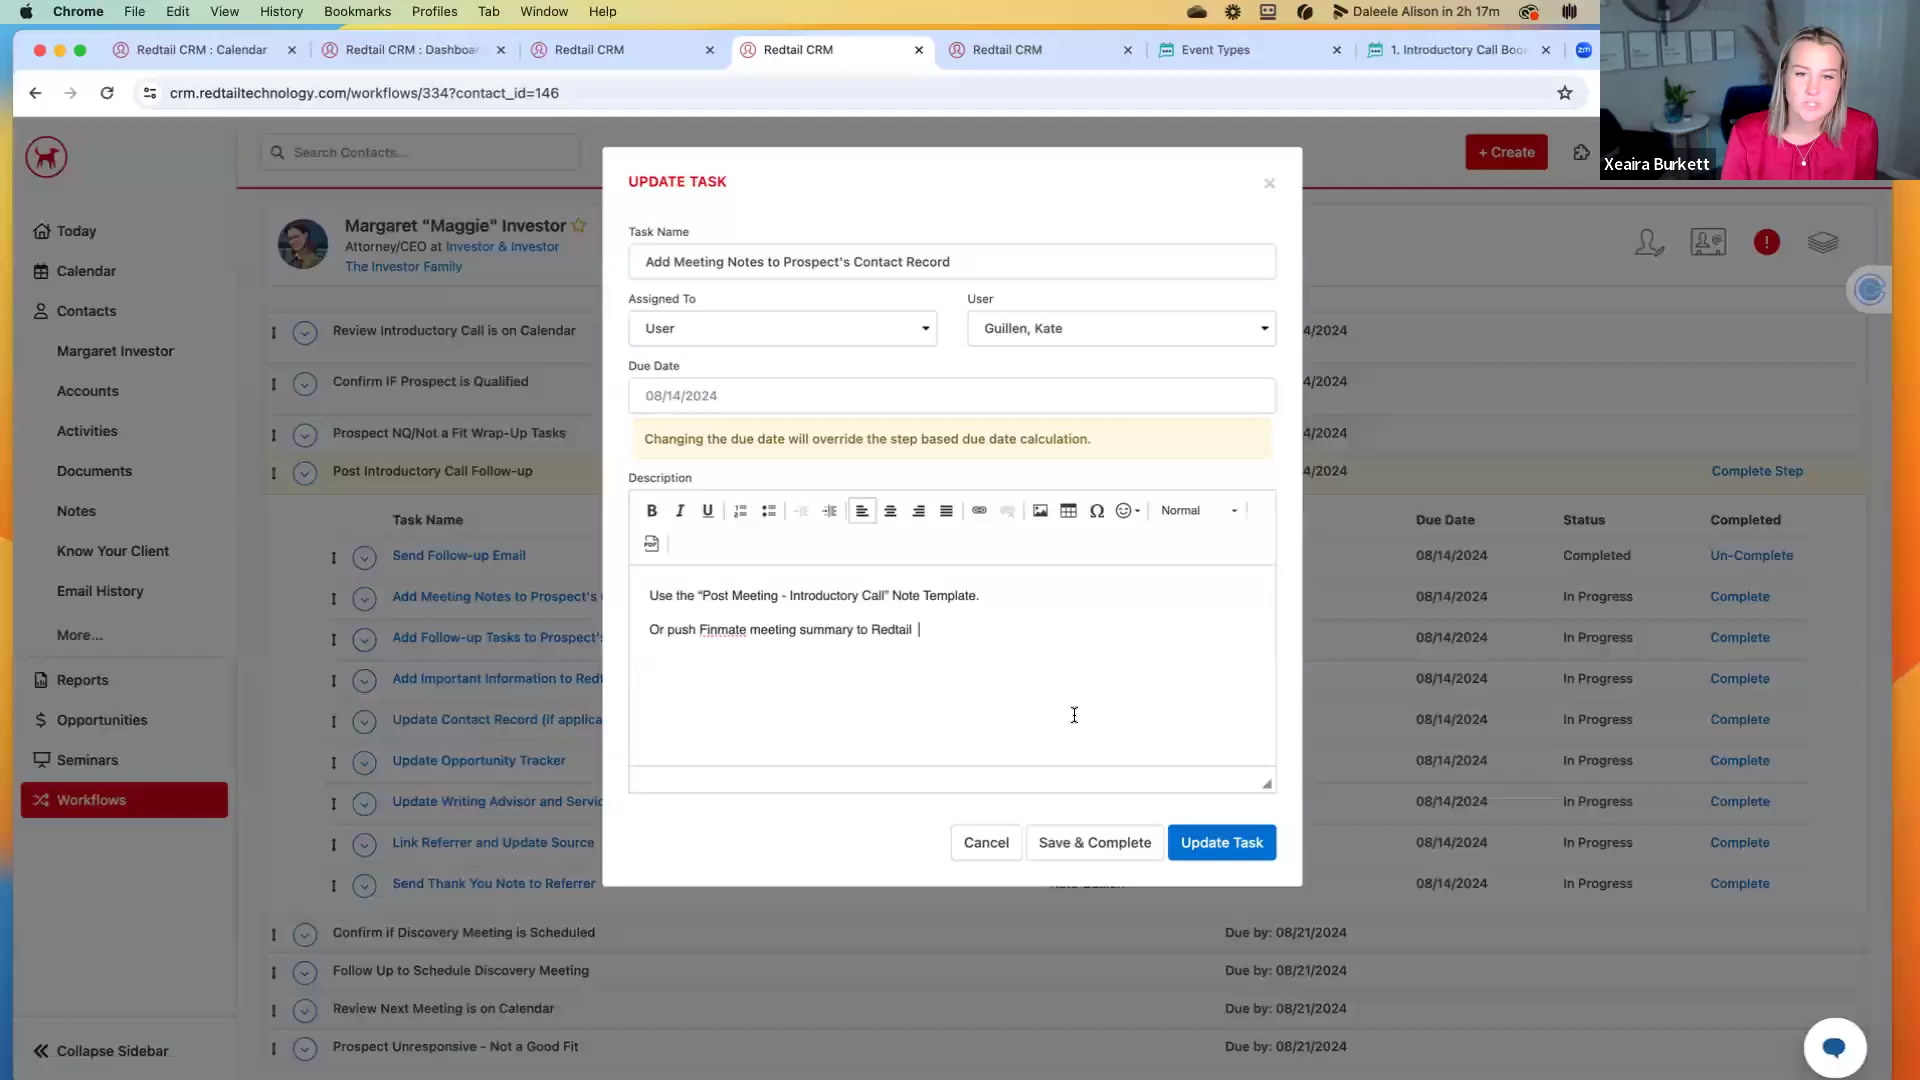 Chrome File Edit View History Bookmarks Profiles Tab Window Help Daleele Alison in 2h 17m
Redtail CRM : Calendar Redtail CRM : Dashboar Redtail CRM Redtail CRM Redtail CRM Event Types 1. Introductory Call Boo zm
crm.redtailtechnology.com/workflows/334?contact_id=146
Xeaira Burkett
Search Contacts...
+ Create
Today
Calendar
Contacts
Margaret Investor
Accounts
Activities
Documents
Notes
Know Your Client
Email History
More...
Reports
Opportunities
Seminars
Workflows
Collapse Sidebar
Margaret "Maggie" Investor
Attorney/CEO at Investor & Investor
The Investor Family
Review Introductory Call is on Calendar 4/2024
Confirm IF Prospect is Qualified 4/2024
Prospect NQ/Not a Fit Wrap-Up Tasks 4/2024
Post Introductory Call Follow-up 4/2024 Complete Step
Task Name Due Date Status Completed
Send Follow-up Email 08/14/2024 Completed Un-Complete
Add Meeting Notes to Prospect's 08/14/2024 In Progress Complete
Add Follow-up Tasks to Prospect's 08/14/2024 In Progress Complete
Add Important Information to Redt 08/14/2024 In Progress Complete
Update Contact Record (if applica 08/14/2024 In Progress Complete
Update Opportunity Tracker 08/14/2024 In Progress Complete
Update Writing Advisor and Servic 08/14/2024 In Progress Complete
Link Referrer and Update Source 08/14/2024 In Progress Complete
Send Thank You Note to Referrer 08/14/2024 In Progress Complete
Confirm if Discovery Meeting is Scheduled Due by: 08/21/2024
Follow Up to Schedule Discovery Meeting Due by: 08/21/2024
Review Next Meeting is on Calendar Due by: 08/21/2024
Prospect Unresponsive - Not a Good Fit Due by: 08/21/2024
UPDATE TASK
Task Name
Add Meeting Notes to Prospect's Contact Record
Assigned To User
User Guillen, Kate
Due Date
08/14/2024
Changing the due date will override the step based due date calculation.
Description
B I U Normal
PDF
Use the “Post Meeting - Introductory Call” Note Template.
Or push Finmate meeting summary to Redtail
Cancel Save & Complete Update Task